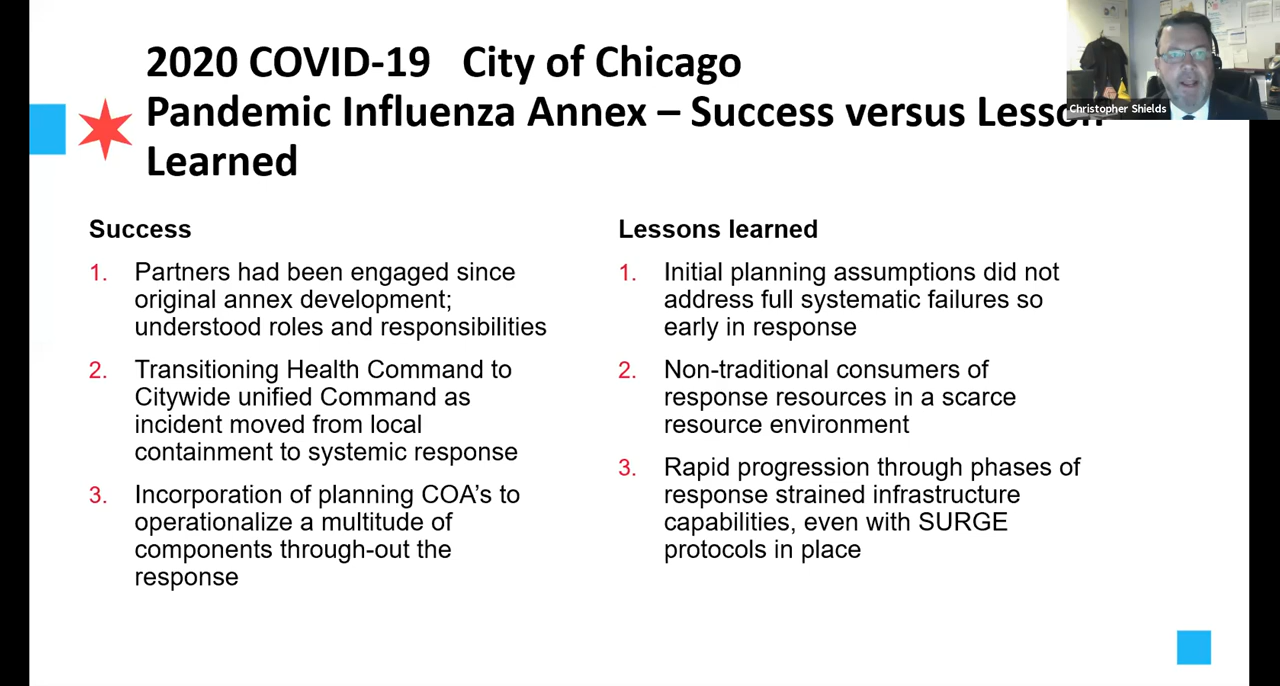 2020 COVID-19 City of Chicago
Pandemic Influenza Annex – Success versus Lesson
Learned
Christopher Shields
Success
1. Partners had been engaged since
original annex development;
understood roles and responsibilities
2. Transitioning Health Command to
Citywide unified Command as
incident moved from local
containment to systemic response
3. Incorporation of planning COA's to
operationalize a multitude of
components through-out the
response
Lessons learned
1. Initial planning assumptions did not
address full systematic failures so
early in response
2. Non-traditional consumers of
response resources in a scarce
resource environment
3. Rapid progression through phases of
response strained infrastructure
capabilities, even with SURGE
protocols in place